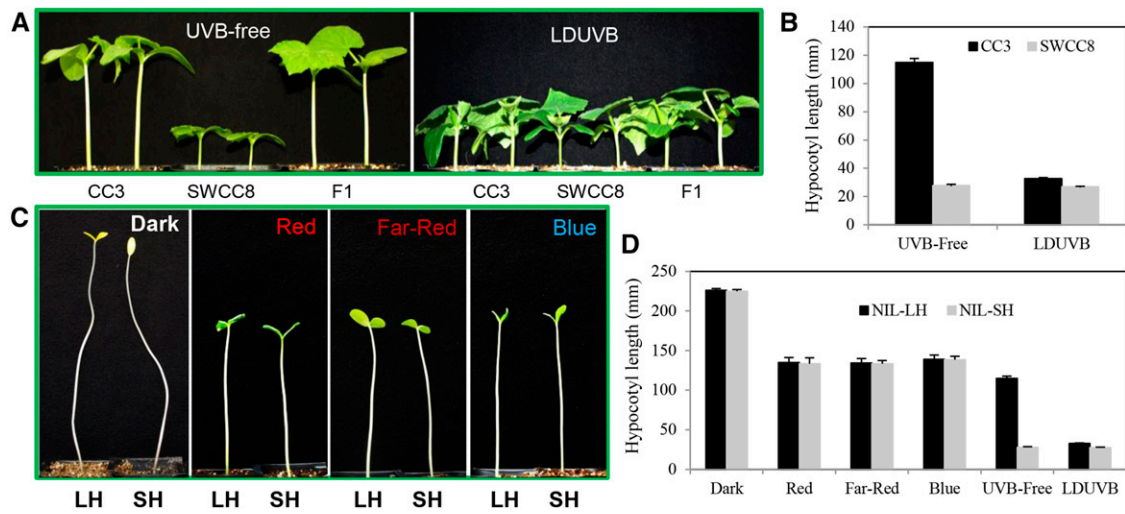 A
UVB-free
LDUVB
CC3
SWCC8
F1
CC3
SWCC8
F1
B
Hypocotyl length (mm)
140
120
100
80
60
40
20
0
CC3
SWCC8
UVB-Free
LDUVB
C
Dark
Red
Far-Red
Blue
LH
SH
LH
SH
LH
SH
LH
SH
D
Hypocotyl length (mm)
250
200
150
100
50
0
NIL-LH
NIL-SH
Dark
Red
Far-Red
Blue
UVB-Free
LDUVB